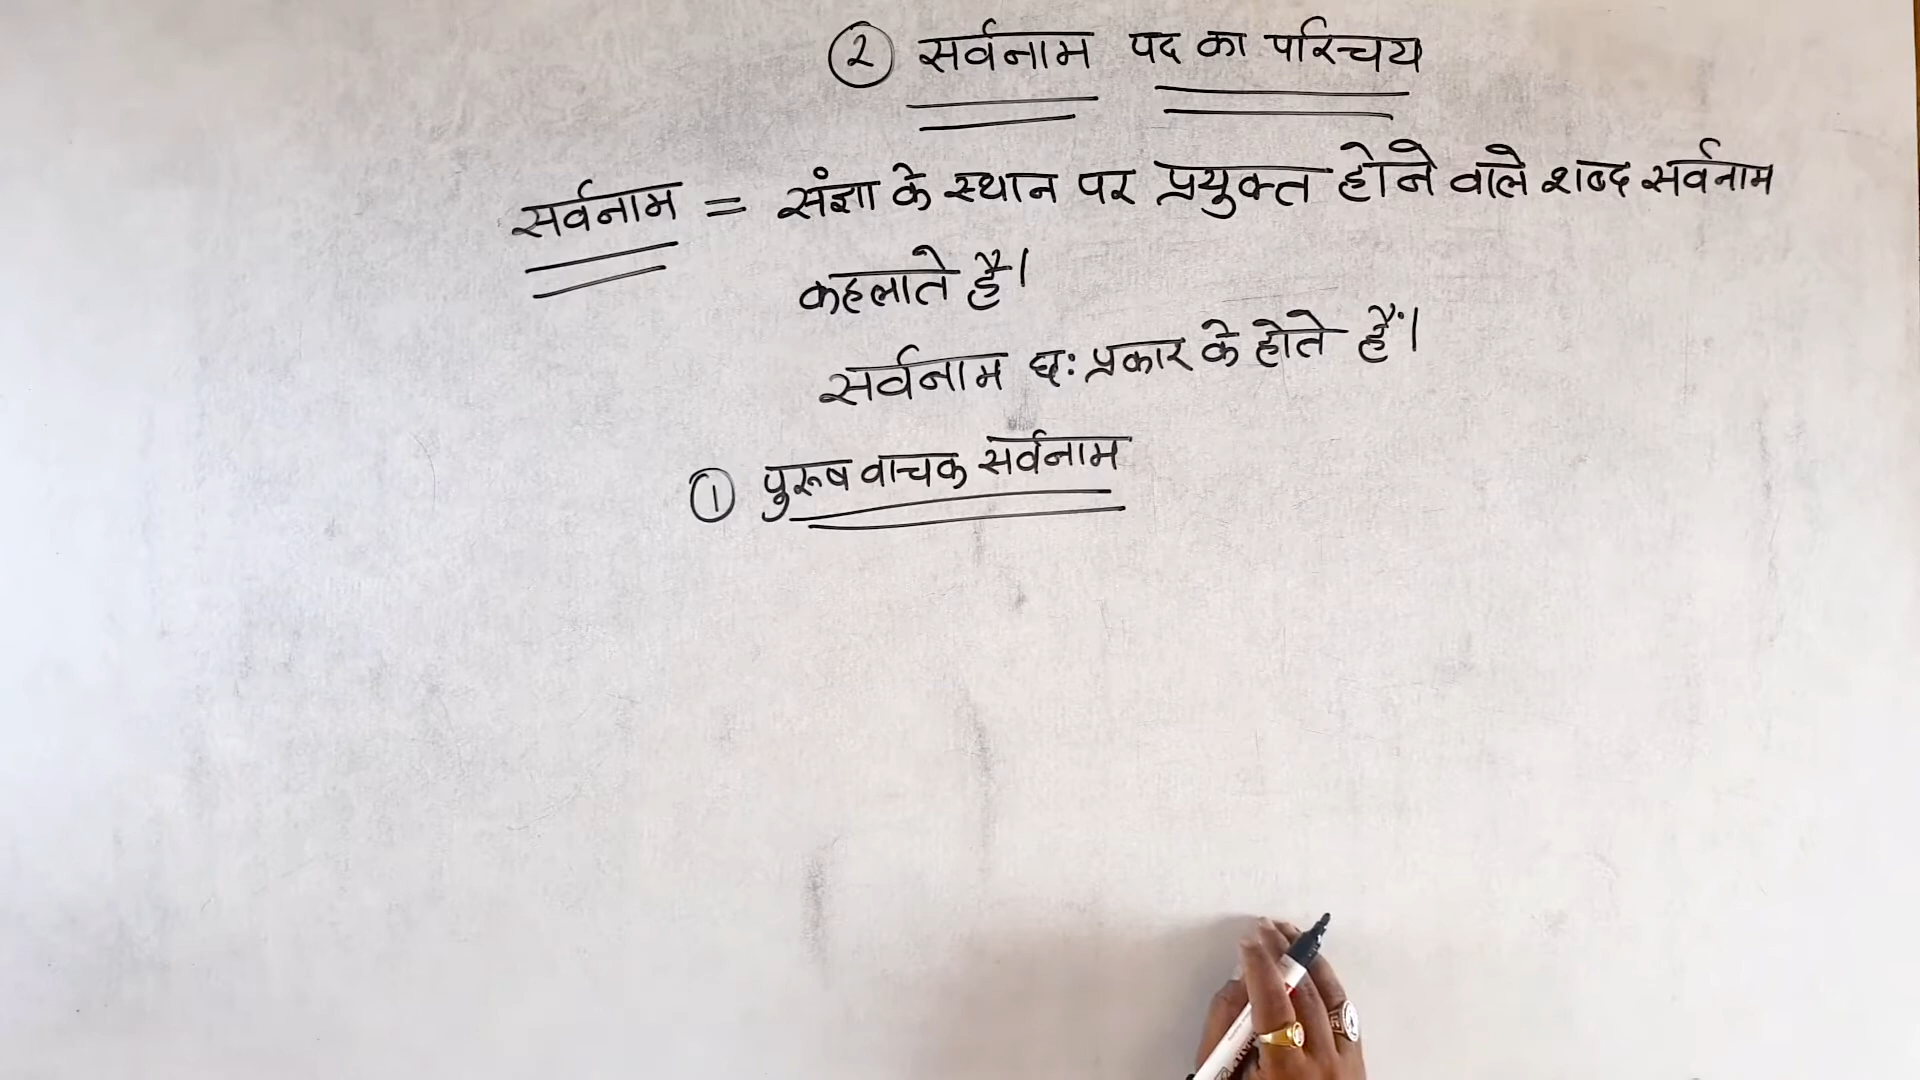 ② सर्वनाम पद का परिचय
सर्वनाम = संज्ञा के स्थान पर प्रयुक्त होने वाले शब्द सर्वनाम
कहलाते है।
सर्वनाम छः प्रकार के होते हैं।
① पुरूषवाचक सर्वनाम